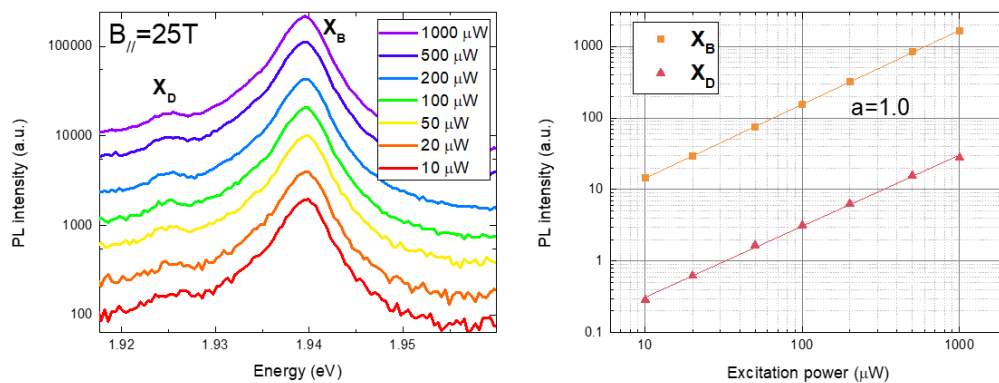 B//=25T
XB
XD
1000 μW
500 μW
200 μW
100 μW
50 μW
20 μW
10 μW
100000
10000
1000
100
PL intensity (a.u.)
1.92
1.93
1.94
1.95
Energy (eV)
XB
XD
a=1.0
1000
100
10
1
0.1
PL intensity (a.u.)
10
100
1000
Excitation power (μW)